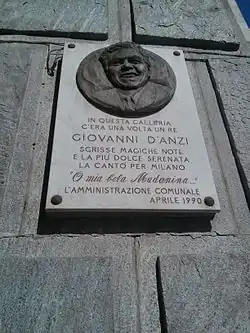 IN QUESTA GALLERIA
C'ERA UNA VOLTA UN RE
GIOVANNI D'ANZI
SCRISSE MAGICHE NOTE
E LA PIÙ DOLCE SERENATA
LA CANTÒ PER MILANO
"O mia bela Madonina..."
L'AMMINISTRAZIONE COMUNALE
APRILE 1990